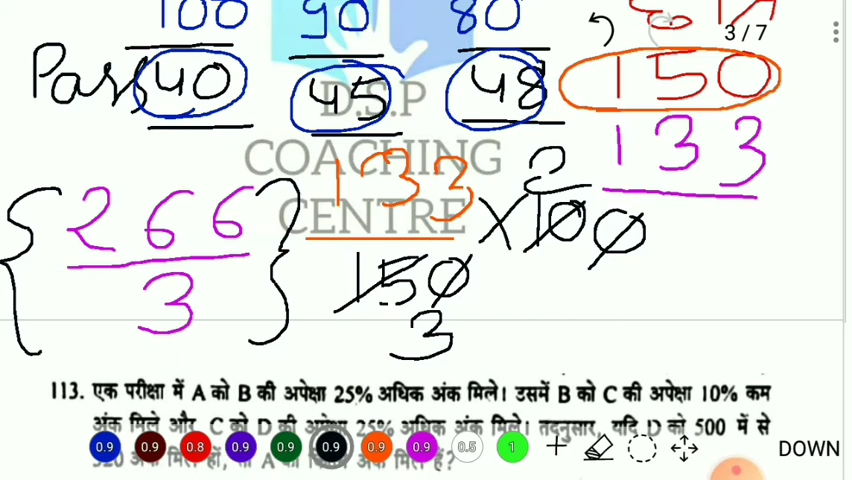 100 90 80
3 / 7
Pass 40 45 48 150
D.S.P
COACHING
CENTRE
133
266
3
133 × 100
2
150
3
113. एक परीक्षा में A को B की अपेक्षा 25% अधिक अंक मिले। उसमें B को C की अपेक्षा 10% कम
अंक मिले और C को D की अपेक्षा 25% अधिक अंक मिले। तदनुसार, यदि D को 500 में से
0.9 0.9 0.8 0.9 0.9 0.9 0.9 0.9 0.5 1 DOWN